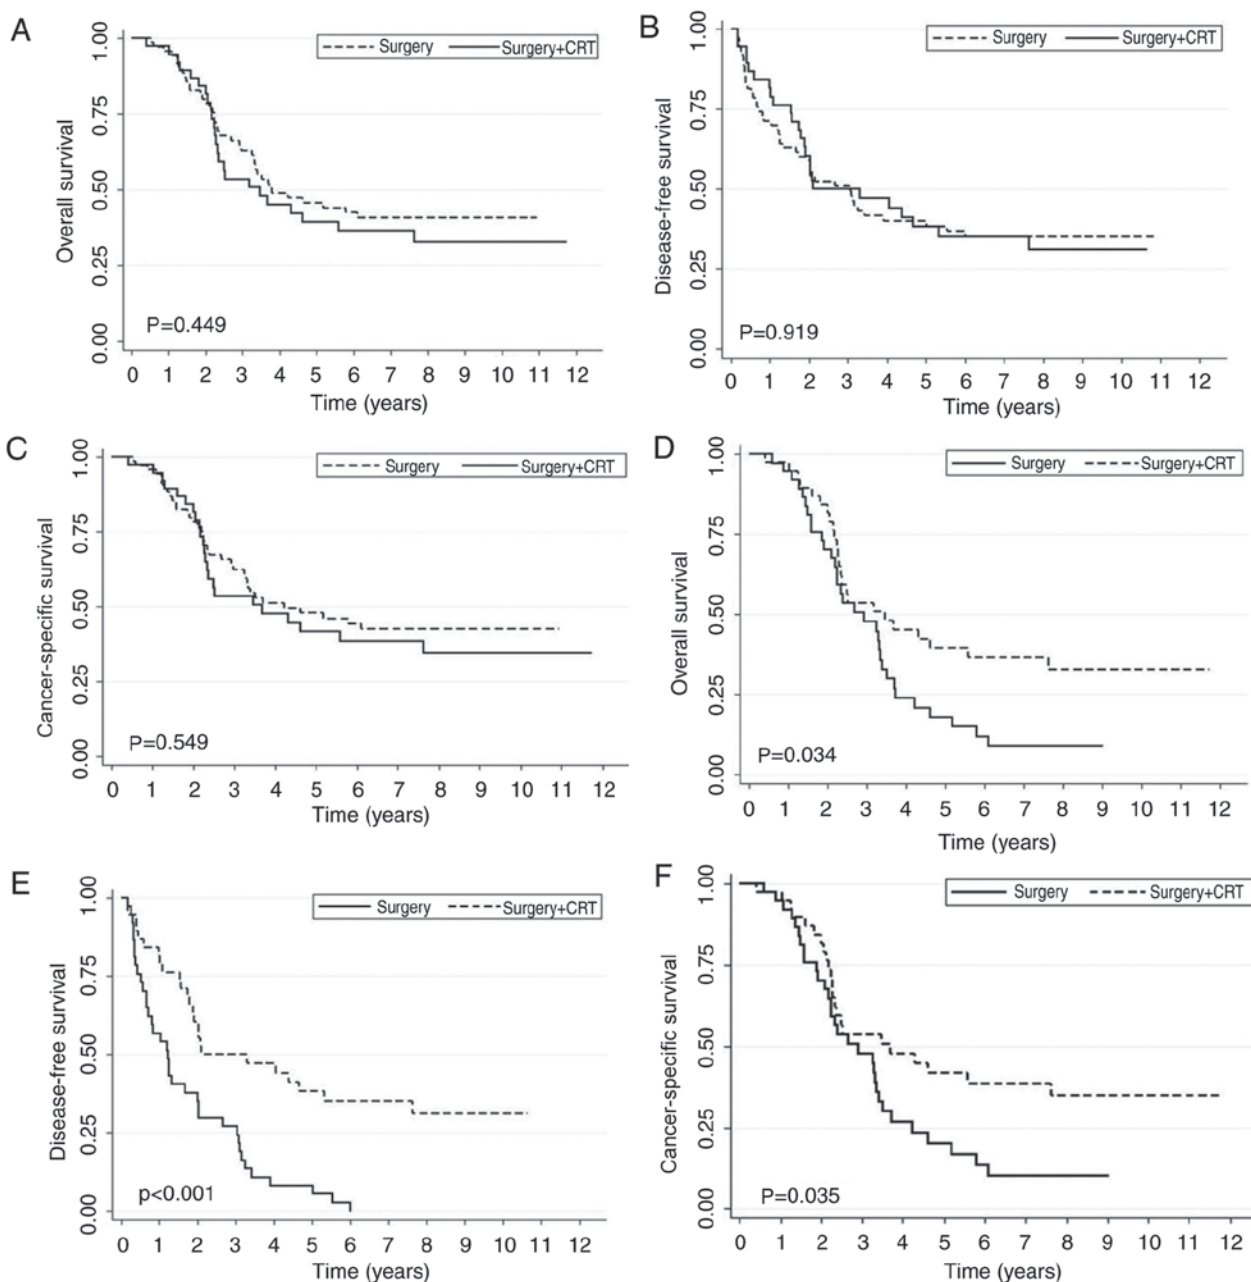 A
Surgery Surgery+CRT
Overall survival
1.00
0.75
0.50
0.25
0.00
P=0.449
0 1 2 3 4 5 6 7 8 9 10 11 12
Time (years)
B
Surgery Surgery+CRT
Disease-free survival
1.00
0.75
0.50
0.25
0.00
P=0.919
0 1 2 3 4 5 6 7 8 9 10 11 12
Time (years)
C
Surgery Surgery+CRT
Cancer-specific survival
1.00
0.75
0.50
0.25
0.00
P=0.549
0 1 2 3 4 5 6 7 8 9 10 11 12
Time (years)
D
Surgery Surgery+CRT
Overall survival
1.00
0.75
0.50
0.25
0.00
P=0.034
0 1 2 3 4 5 6 7 8 9 10 11 12
Time (years)
E
Surgery Surgery+CRT
Disease-free survival
1.00
0.75
0.50
0.25
0.00
p<0.001
0 1 2 3 4 5 6 7 8 9 10 11 12
Time (years)
F
Surgery Surgery+CRT
Cancer-specific survival
1.00
0.75
0.50
0.25
0.00
P=0.035
0 1 2 3 4 5 6 7 8 9 10 11 12
Time (years)